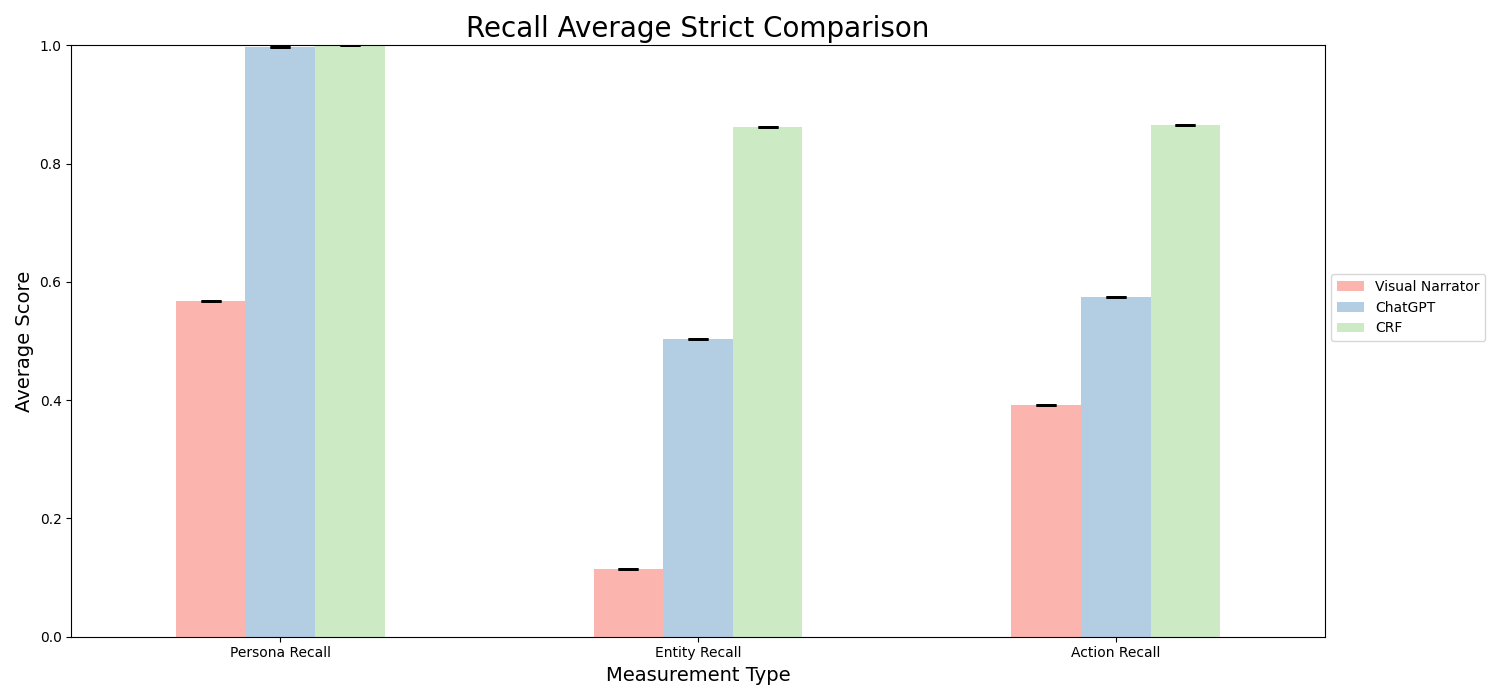 Recall Average Strict Comparison
1.0
0.8
0.6
0.4
0.2
0.0
Average Score
Persona Recall
Entity Recall
Action Recall
Measurement Type
Visual Narrator
ChatGPT
CRF